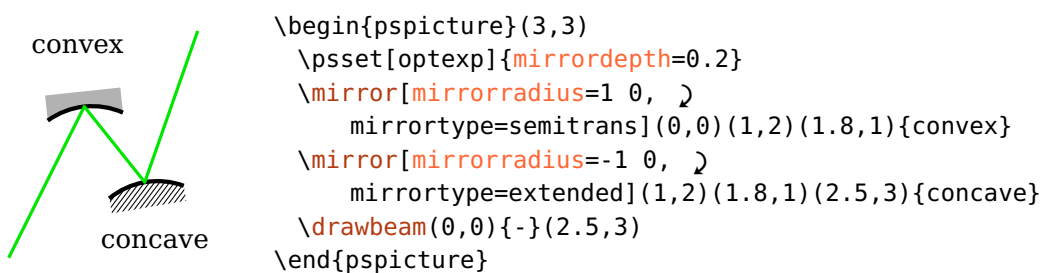 convex
concave
\begin{pspicture}(3,3)
\psset[optexp]{mirrordepth=0.2}
\mirror[mirrorradius=1 0,
mirrortype=semitrans](0,0)(1,2)(1.8,1){convex}
\mirror[mirrorradius=-1 0,
mirrortype=extended](1,2)(1.8,1)(2.5,3){concave}
\drawbeam(0,0){-}(2.5,3)
\end{pspicture}